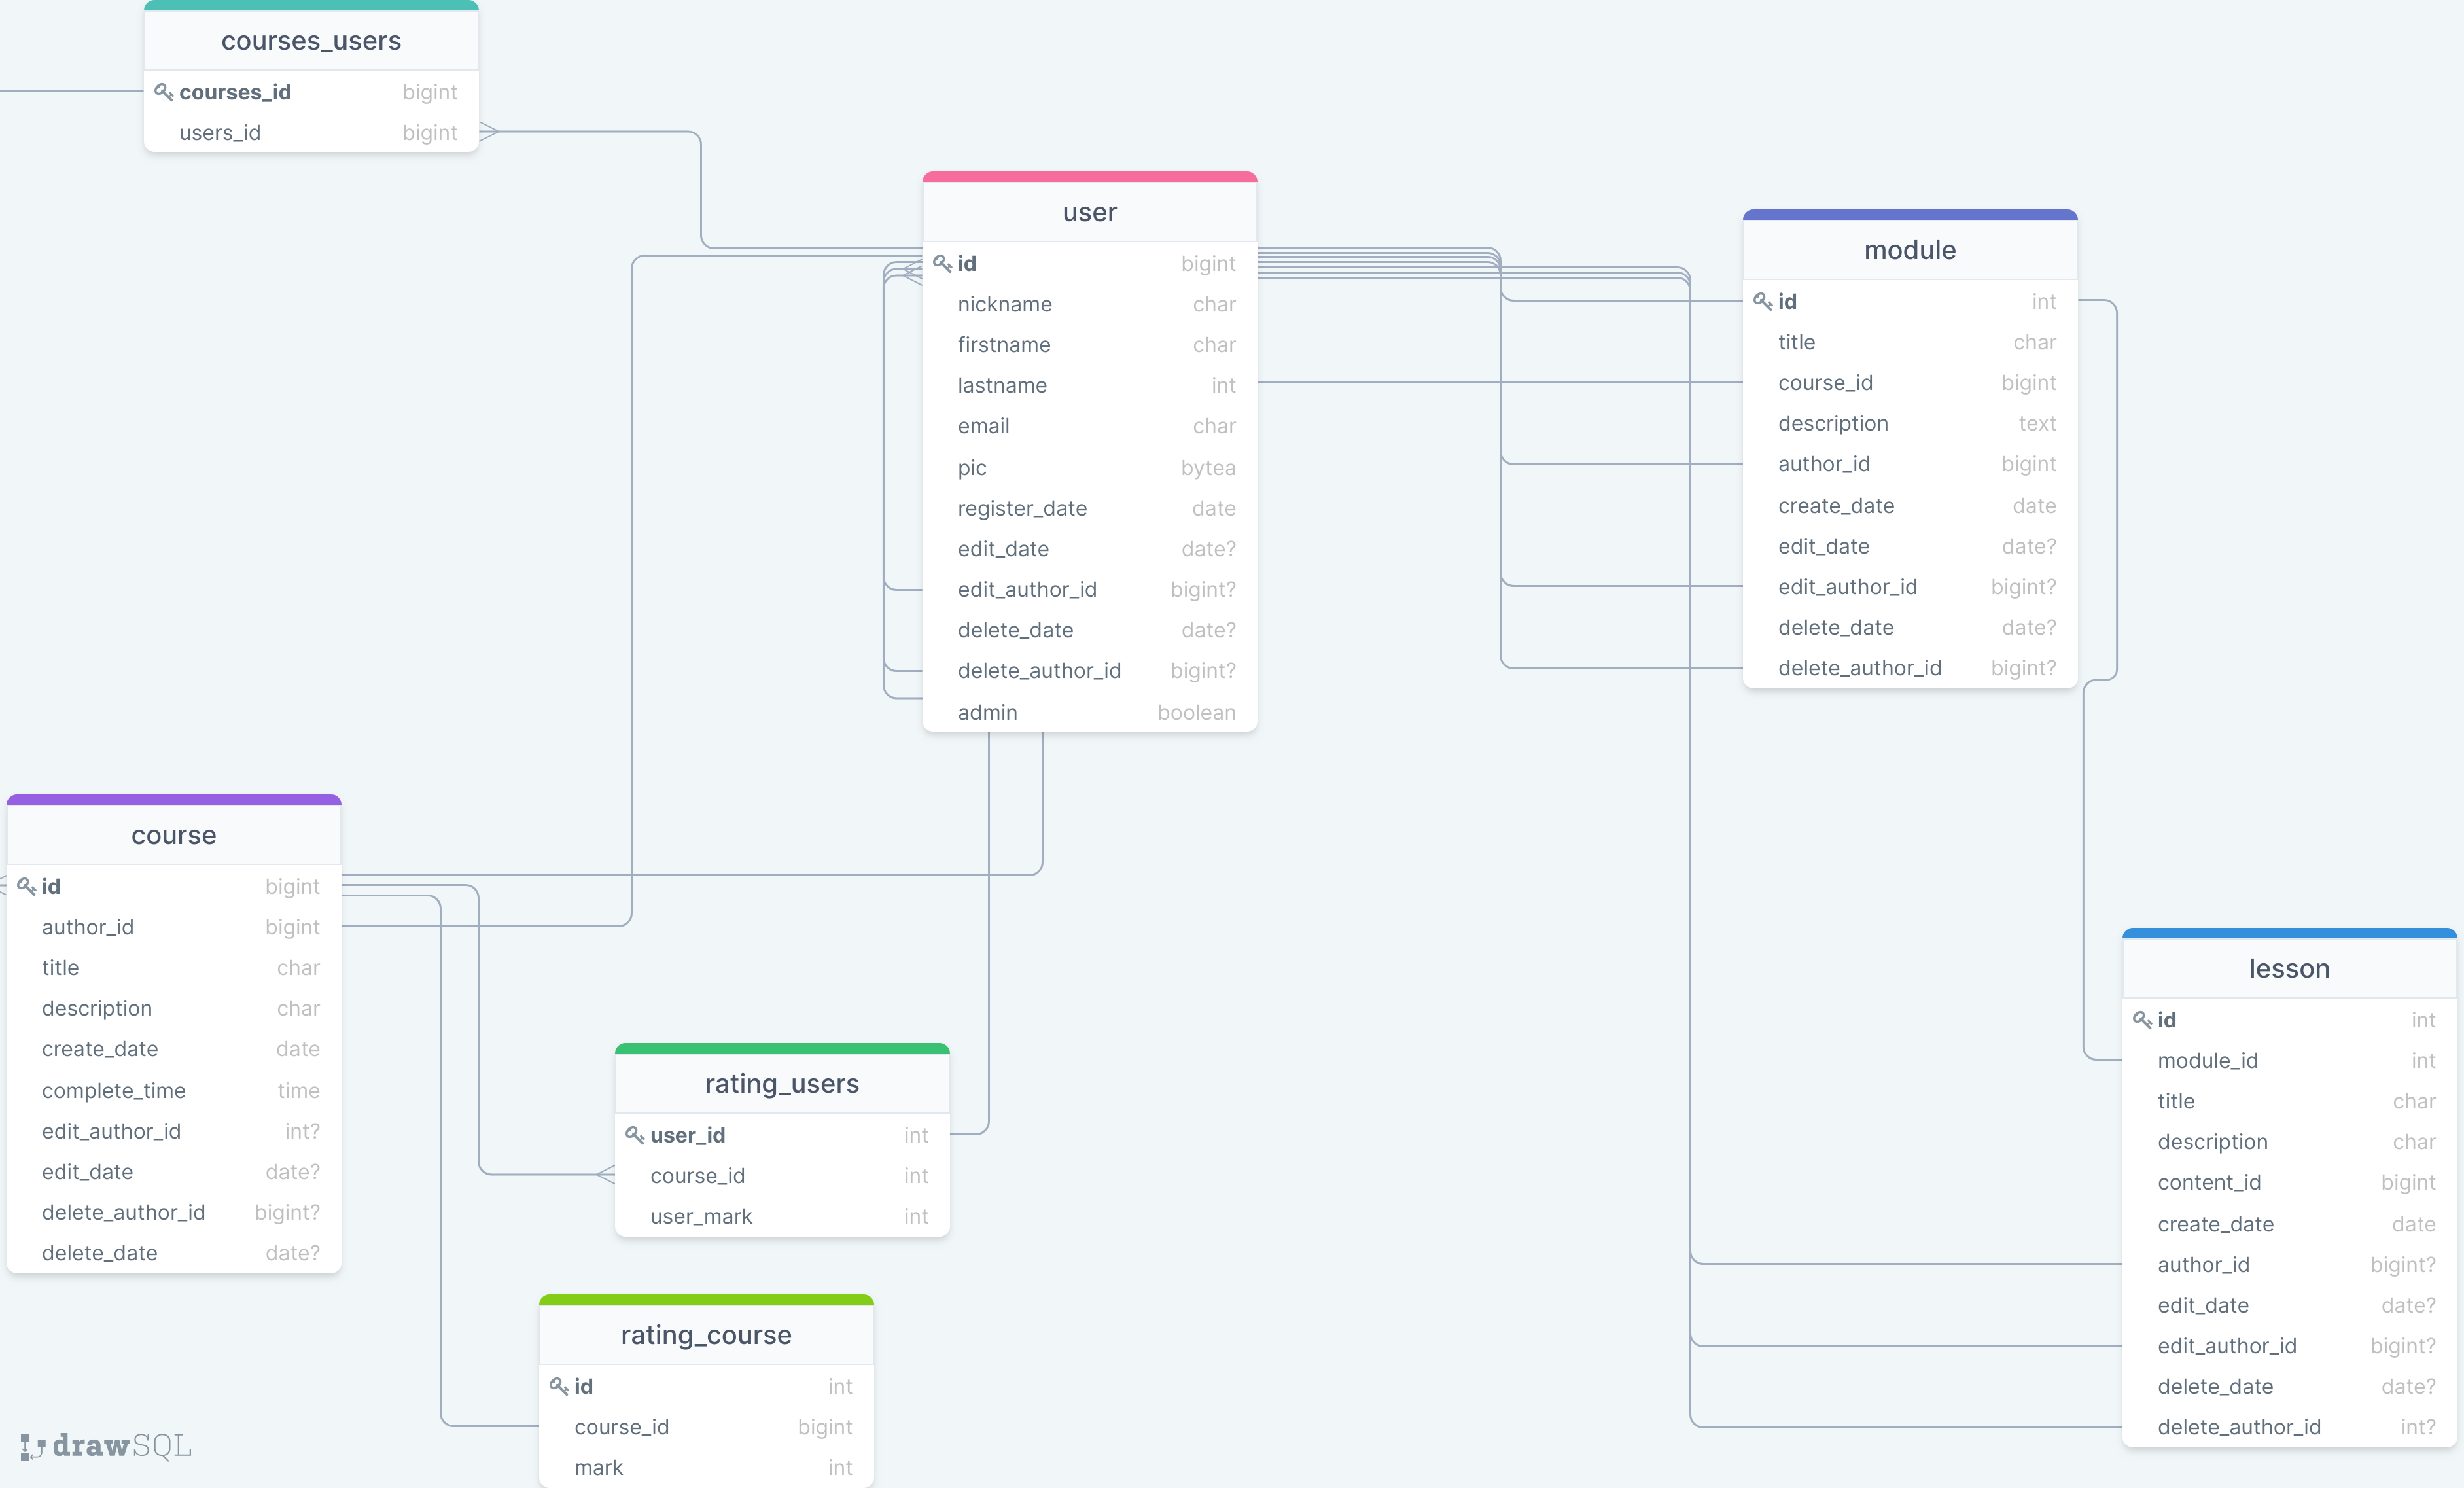 courses_users
courses_id bigint
users_id bigint
user
id bigint
nickname char
firstname char
lastname int
email char
pic bytea
register_date date
edit_date date?
edit_author_id bigint?
delete_date date?
delete_author_id bigint?
admin boolean
module
id int
title char
course_id bigint
description text
author_id bigint
create_date date
edit_date date?
edit_author_id bigint?
delete_date date?
delete_author_id bigint?
course
id bigint
author_id bigint
title char
description char
create_date date
complete_time time
edit_author_id int?
edit_date date?
delete_author_id bigint?
delete_date date?
rating_users
user_id int
course_id int
user_mark int
rating_course
id int
course_id bigint
mark int
lesson
id int
module_id int
title char
description char
content_id bigint
create_date date
author_id bigint?
edit_date date?
edit_author_id bigint?
delete_date date?
delete_author_id int?
drawSQL